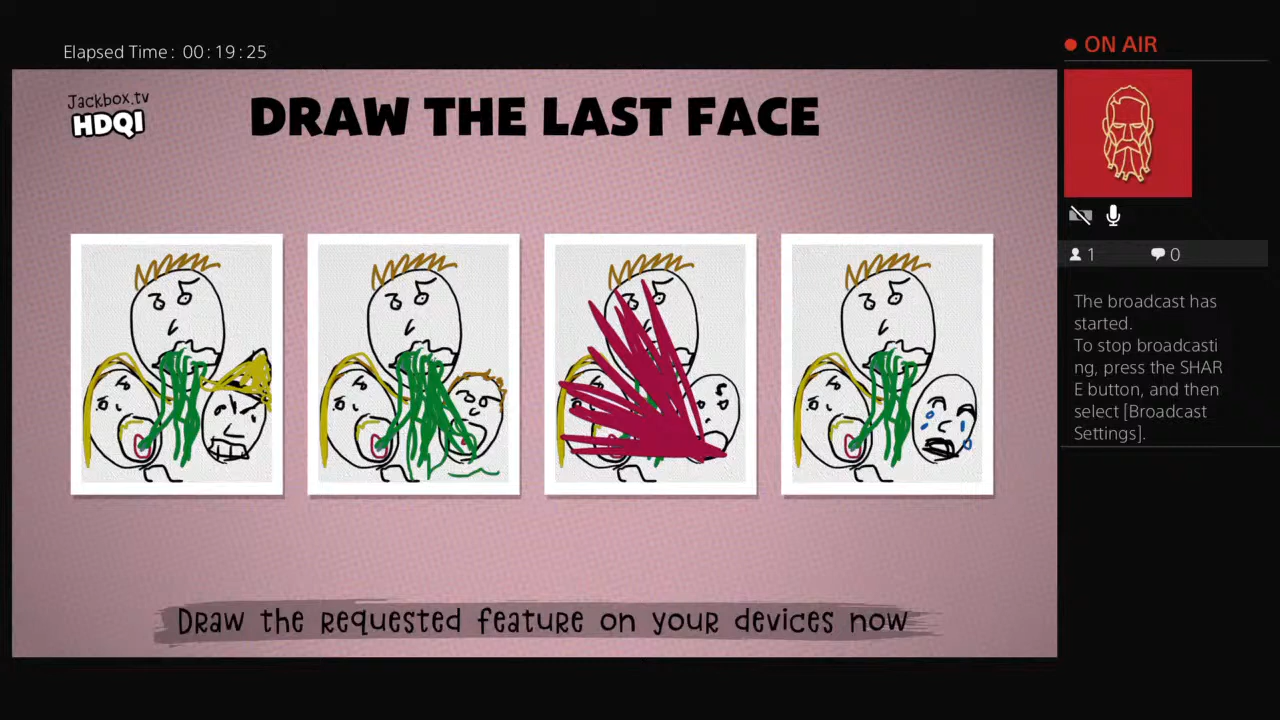 Elapsed Time: 00:19:25
ON AIR
Jackbox.tv
HDQI
DRAW THE LAST FACE
1
0
The broadcast has
started.
To stop broadcasti
ng, press the SHAR
E button, and then
select [Broadcast
Settings].
Draw the requested feature on your devices now